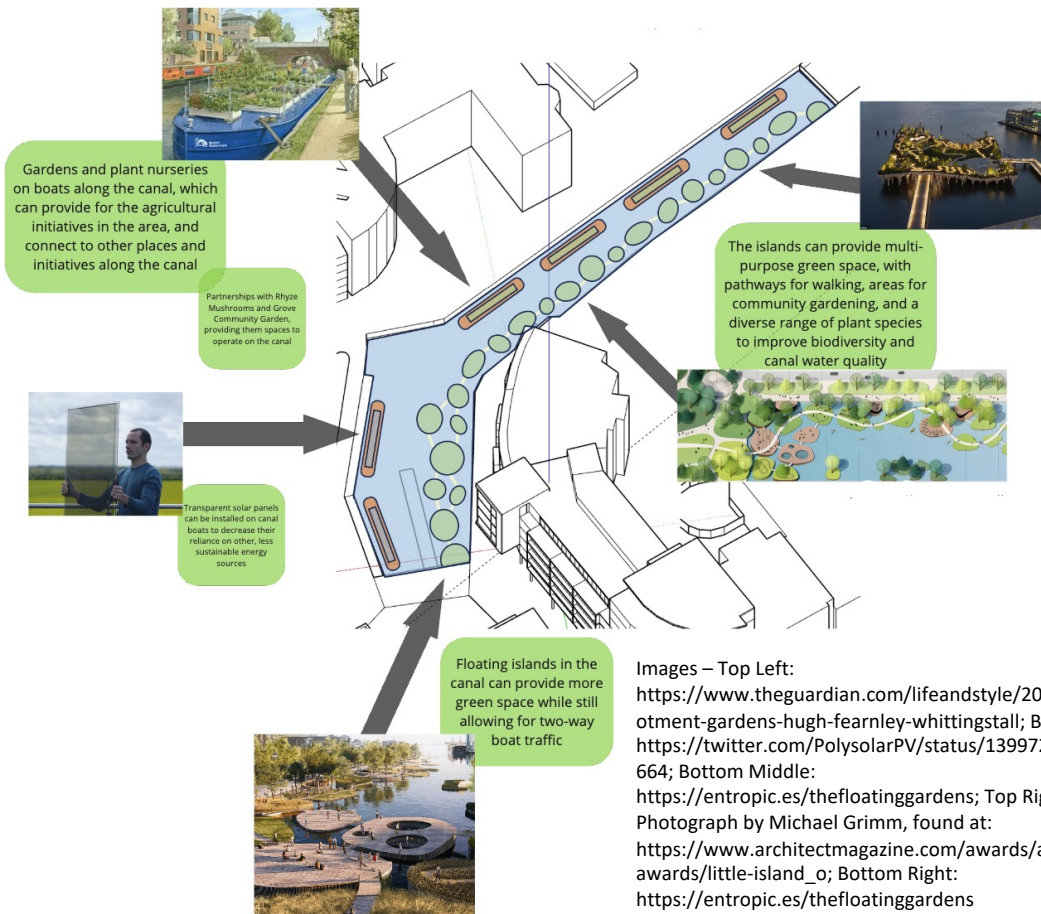 Gardens and plant nurseries
on boats along the canal, which
can provide for the agricultural
initiatives in the area, and
connect to other places and
initiatives along the canal
Partnerships with Rhyze
Mushrooms and Grove
Community Garden,
providing them spaces to
operate on the canal
The islands can provide multi-
purpose green space, with
pathways for walking, areas for
community gardening, and a
diverse range of plant species
to improve biodiversity and
canal water quality
Transparent solar panels
can be installed on canal
boats to decrease their
reliance on other, less
sustainable energy
sources
Floating islands in the
canal can provide more
green space while still
allowing for two-way
boat traffic
Images – Top Left:
https://www.theguardian.com/lifeandstyle/20
otment-gardens-hugh-fearnley-whittingstall; B
https://twitter.com/PolysolarPV/status/139972
664; Bottom Middle:
https://entropic.es/thefloatinggardens; Top Rig
Photograph by Michael Grimm, found at:
https://www.architectmagazine.com/awards/a
awards/little-island_o; Bottom Right:
https://entropic.es/thefloatinggardens